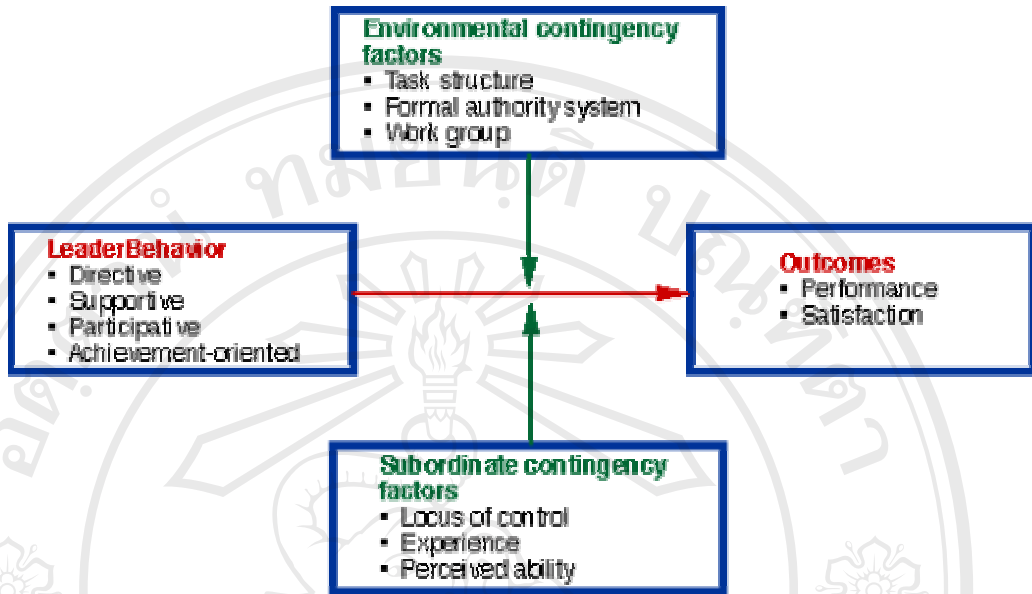 Environmental contingency
factors
▪ Task structure
▪ Formal authority system
▪ Work group
LeaderBehavior
▪ Directive
▪ Supportive
▪ Participative
▪ Achievement-oriented
Outcomes
▪ Performance
▪ Satisfaction
Subordinate contingency
factors
▪ Locus of control
▪ Experience
▪ Perceived ability